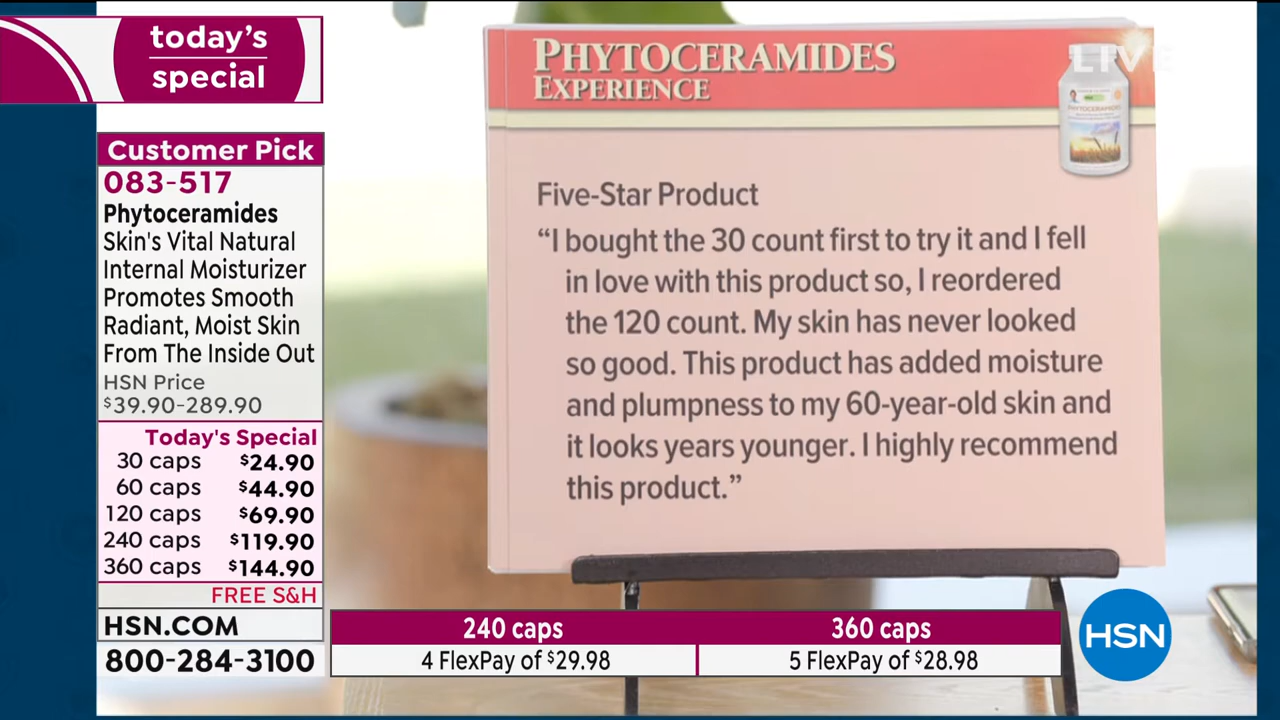 today's
special
Customer Pick
083-517
Phytoceramides
Skin's Vital Natural
Internal Moisturizer
Promotes Smooth
Radiant, Moist Skin
From The Inside Out
HSN Price
$39.90-289.90
Today's Special
30 caps $24.90
60 caps $44.90
120 caps $69.90
240 caps $119.90
360 caps $144.90
FREE S&H
HSN.COM
800-284-3100
PHYTOCERAMIDES
EXPERIENCE
LIVE
PHYTOCERAMIDES
Five-Star Product
“I bought the 30 count first to try it and I fell
in love with this product so, I reordered
the 120 count. My skin has never looked
so good. This product has added moisture
and plumpness to my 60-year-old skin and
it looks years younger. I highly recommend
this product.”
240 caps 360 caps
4 FlexPay of $29.98 5 FlexPay of $28.98
HSN